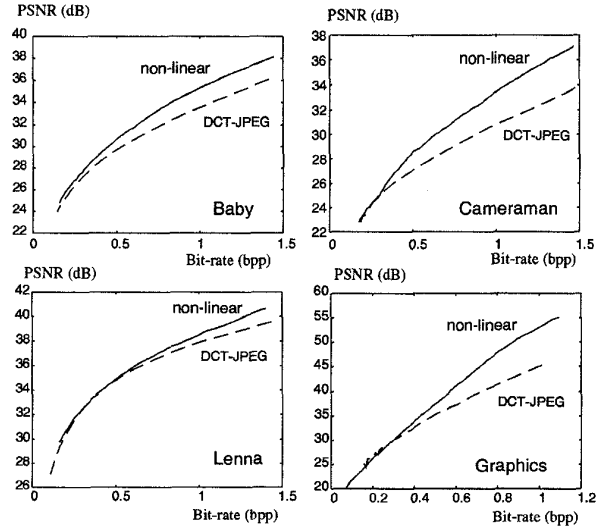 PSNR (dB)
40
38
36
34
32
30
28
26
24
22
0
0.5
1
1.5
non-linear
DCT-JPEG
Baby
Bit-rate (bpp)
PSNR (dB)
38
36
34
32
30
28
26
24
22
0
0.5
1
1.5
non-linear
DCT-JPEG
Cameraman
Bit-rate (bpp)
PSNR (dB)
42
40
38
36
34
32
30
28
26
0
0.5
1
1.5
non-linear
DCT-JPEG
Lenna
Bit-rate (bpp)
PSNR (dB)
60
55
50
45
40
35
30
25
20
0
0.2
0.4
0.6
0.8
1
1.2
non-linear
DCT-JPEG
Graphics
Bit-rate (bpp)